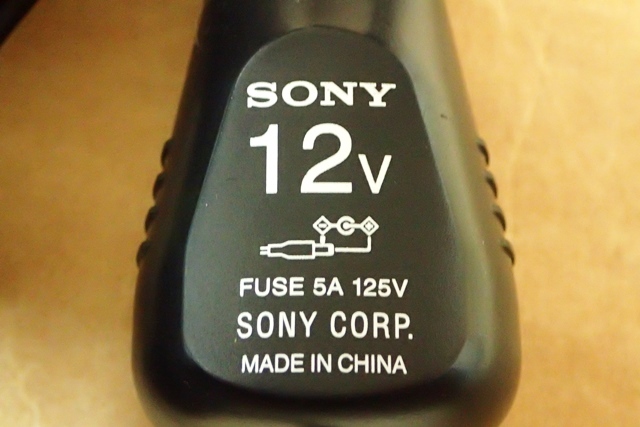 SONY
12V
FUSE 5A 125V
SONY CORP.
MADE IN CHINA